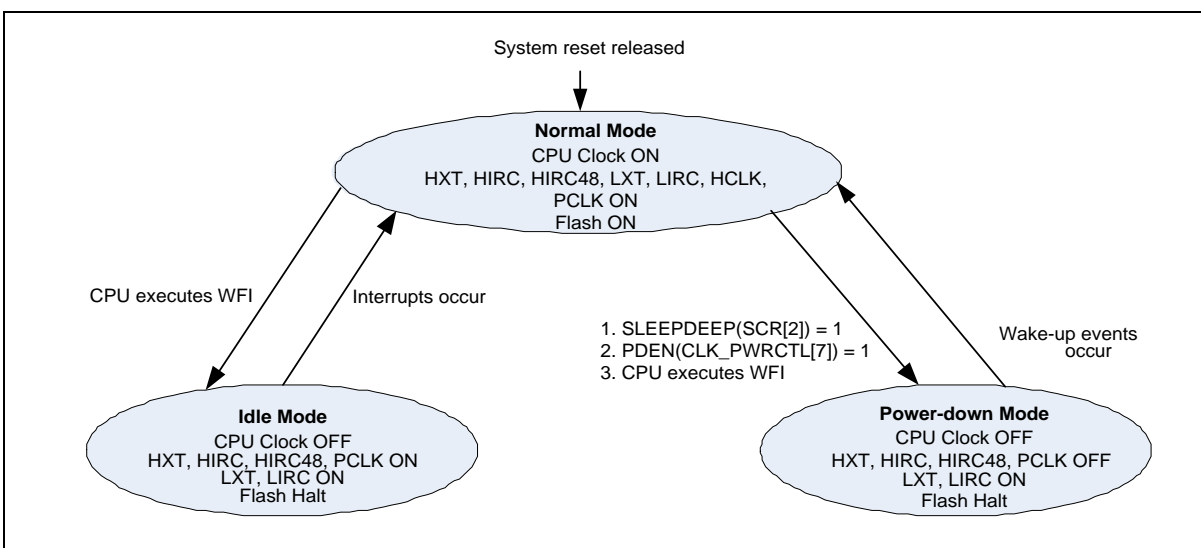 System reset released
Normal Mode
CPU Clock ON
HXT, HIRC, HIRC48, LXT, LIRC, HCLK,
PCLK ON
Flash ON
CPU executes WFI
Interrupts occur
1. SLEEPDEEP(SCR[2]) = 1
2. PDEN(CLK_PWRCTL[7]) = 1
3. CPU executes WFI
Wake-up events
occur
Idle Mode
CPU Clock OFF
HXT, HIRC, HIRC48, PCLK ON
LXT, LIRC ON
Flash Halt
Power-down Mode
CPU Clock OFF
HXT, HIRC, HIRC48, PCLK OFF
LXT, LIRC ON
Flash Halt